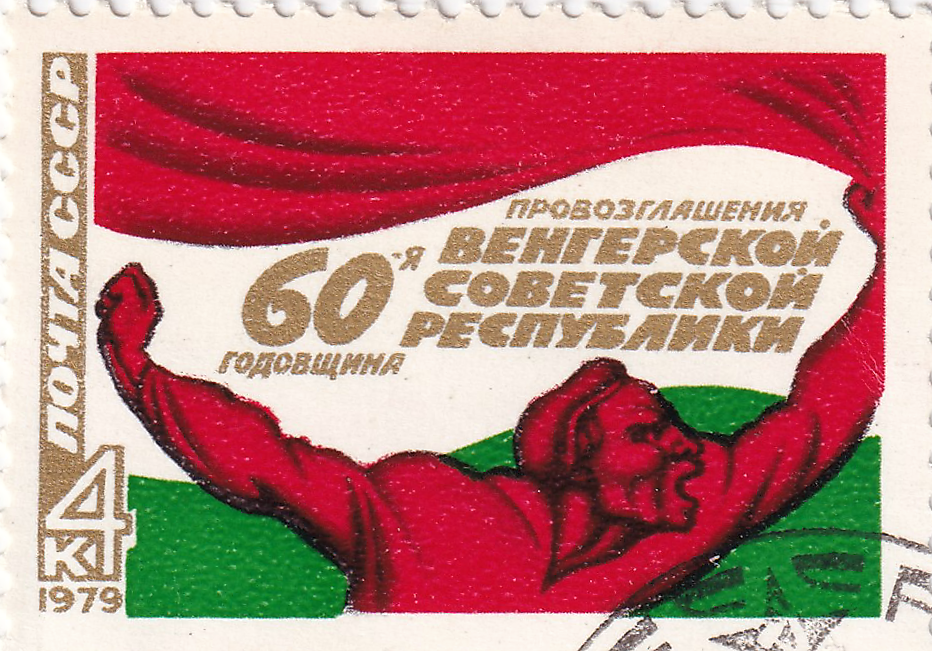 ПОЧТА СССР
4
К
1979
ПРОВОЗГЛАШЕНИЯ
60-Я
ГОДОВЩИНА
ВЕНГЕРСКОЙ
СОВЕТСКОЙ
РЕСПУБЛИКИ